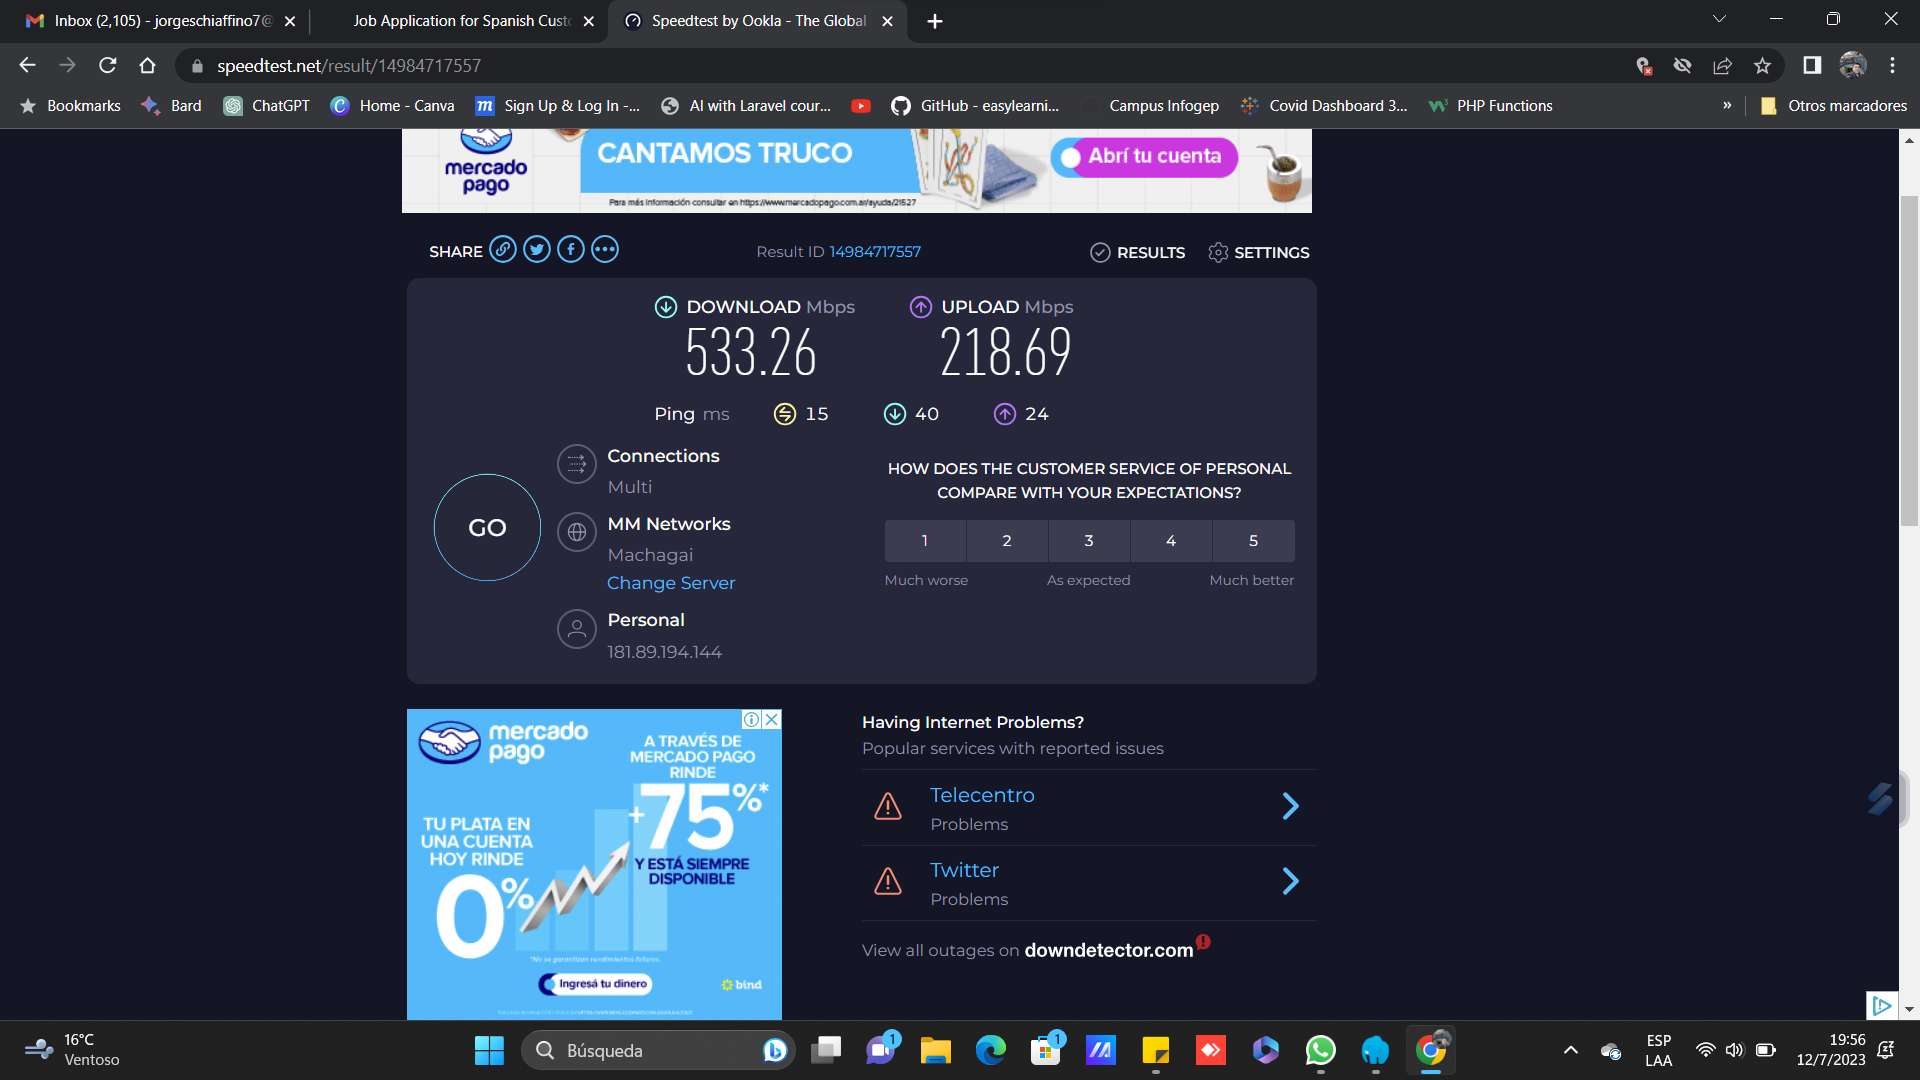 Inbox (2,105) - jorgeschiaffino7@
Job Application for Spanish Custo
Speedtest by Ookla - The Global
speedtest.net/result/14984717557
Bookmarks
Bard
ChatGPT
Home - Canva
Sign Up & Log In -...
AI with Laravel cour...
GitHub - easylearni...
Campus Infogep
Covid Dashboard 3...
PHP Functions
»
Otros marcadores
mercado pago
CANTAMOS TRUCO
Abrí tu cuenta
Para más información consultar en https://www.mercadopago.com.ar/ayuda/21527
SHARE
Result ID 14984717557
RESULTS
SETTINGS
DOWNLOAD Mbps
533.26
UPLOAD Mbps
218.69
Ping ms
15
40
24
GO
Connections
Multi
MM Networks
Machagai
Change Server
Personal
181.89.194.144
HOW DOES THE CUSTOMER SERVICE OF PERSONAL
COMPARE WITH YOUR EXPECTATIONS?
1 2 3 4 5
Much worse
As expected
Much better
mercado
pago
A TRAVÉS DE
MERCADO PAGO
RINDE
+75%*
Y ESTÁ SIEMPRE
DISPONIBLE
TU PLATA EN
UNA CUENTA
HOY RINDE
0%
Ingresá tu dinero
bind
Having Internet Problems?
Popular services with reported issues
Telecentro
Problems
Twitter
Problems
View all outages on downdetector.com
16°C
Ventoso
Búsqueda
1
1
ESP
LAA
19:56
12/7/2023